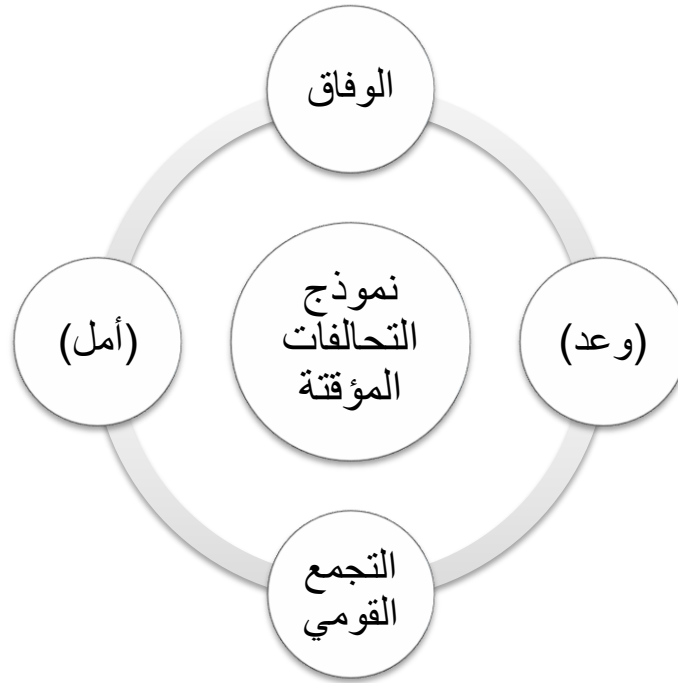 الوفاق
نموذج
التحالفات
المؤقتة
(وعد)
(أمل)
التجمع
القومي